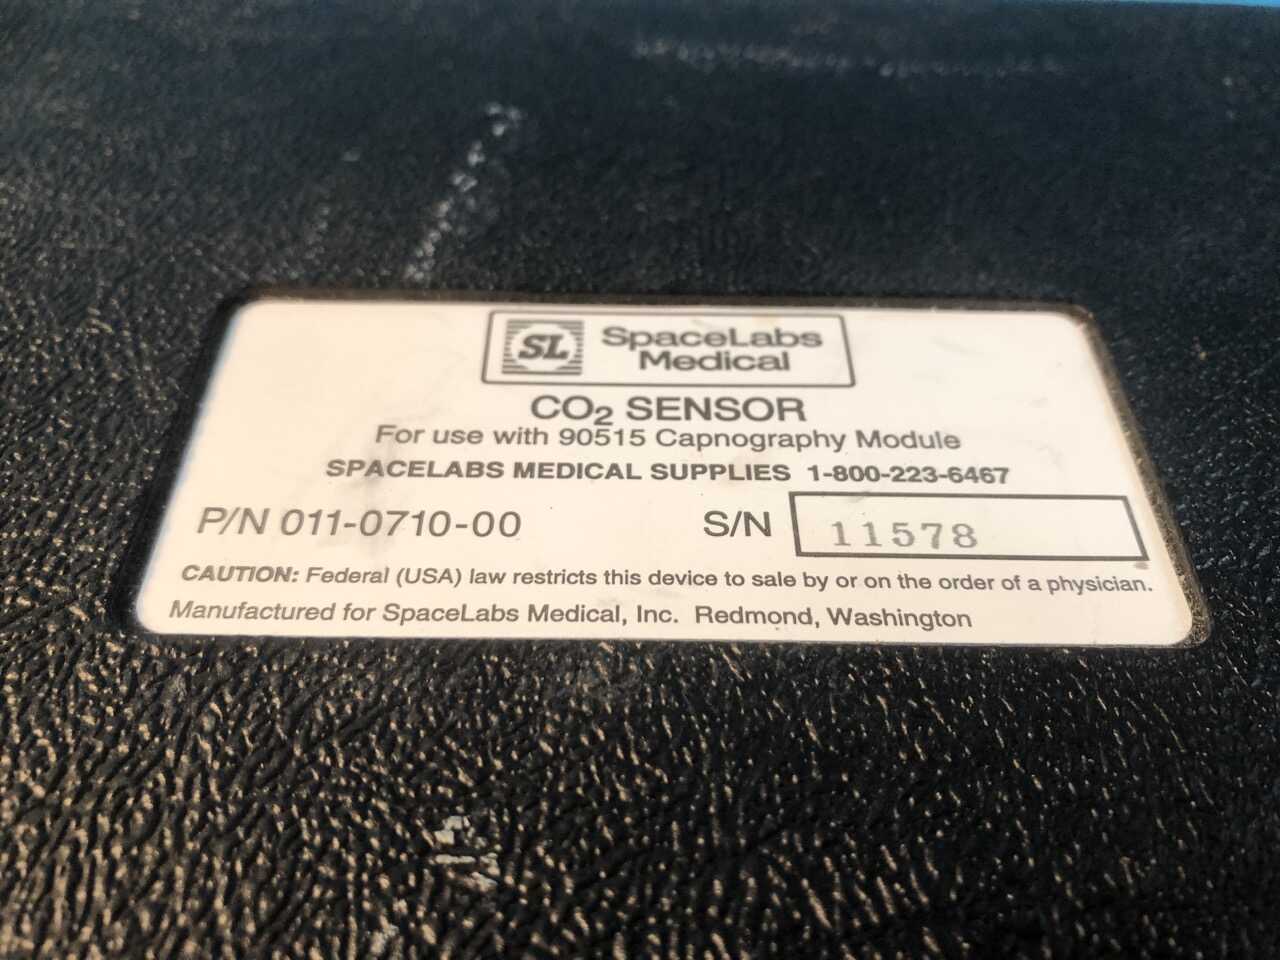 SL SpaceLabs
Medical
CO₂ SENSOR
For use with 90515 Capnography Module
SPACELABS MEDICAL SUPPLIES 1-800-223-6467
P/N 011-0710-00 S/N 11578
CAUTION: Federal (USA) law restricts this device to sale by or on the order of a physician.
Manufactured for SpaceLabs Medical, Inc. Redmond, Washington